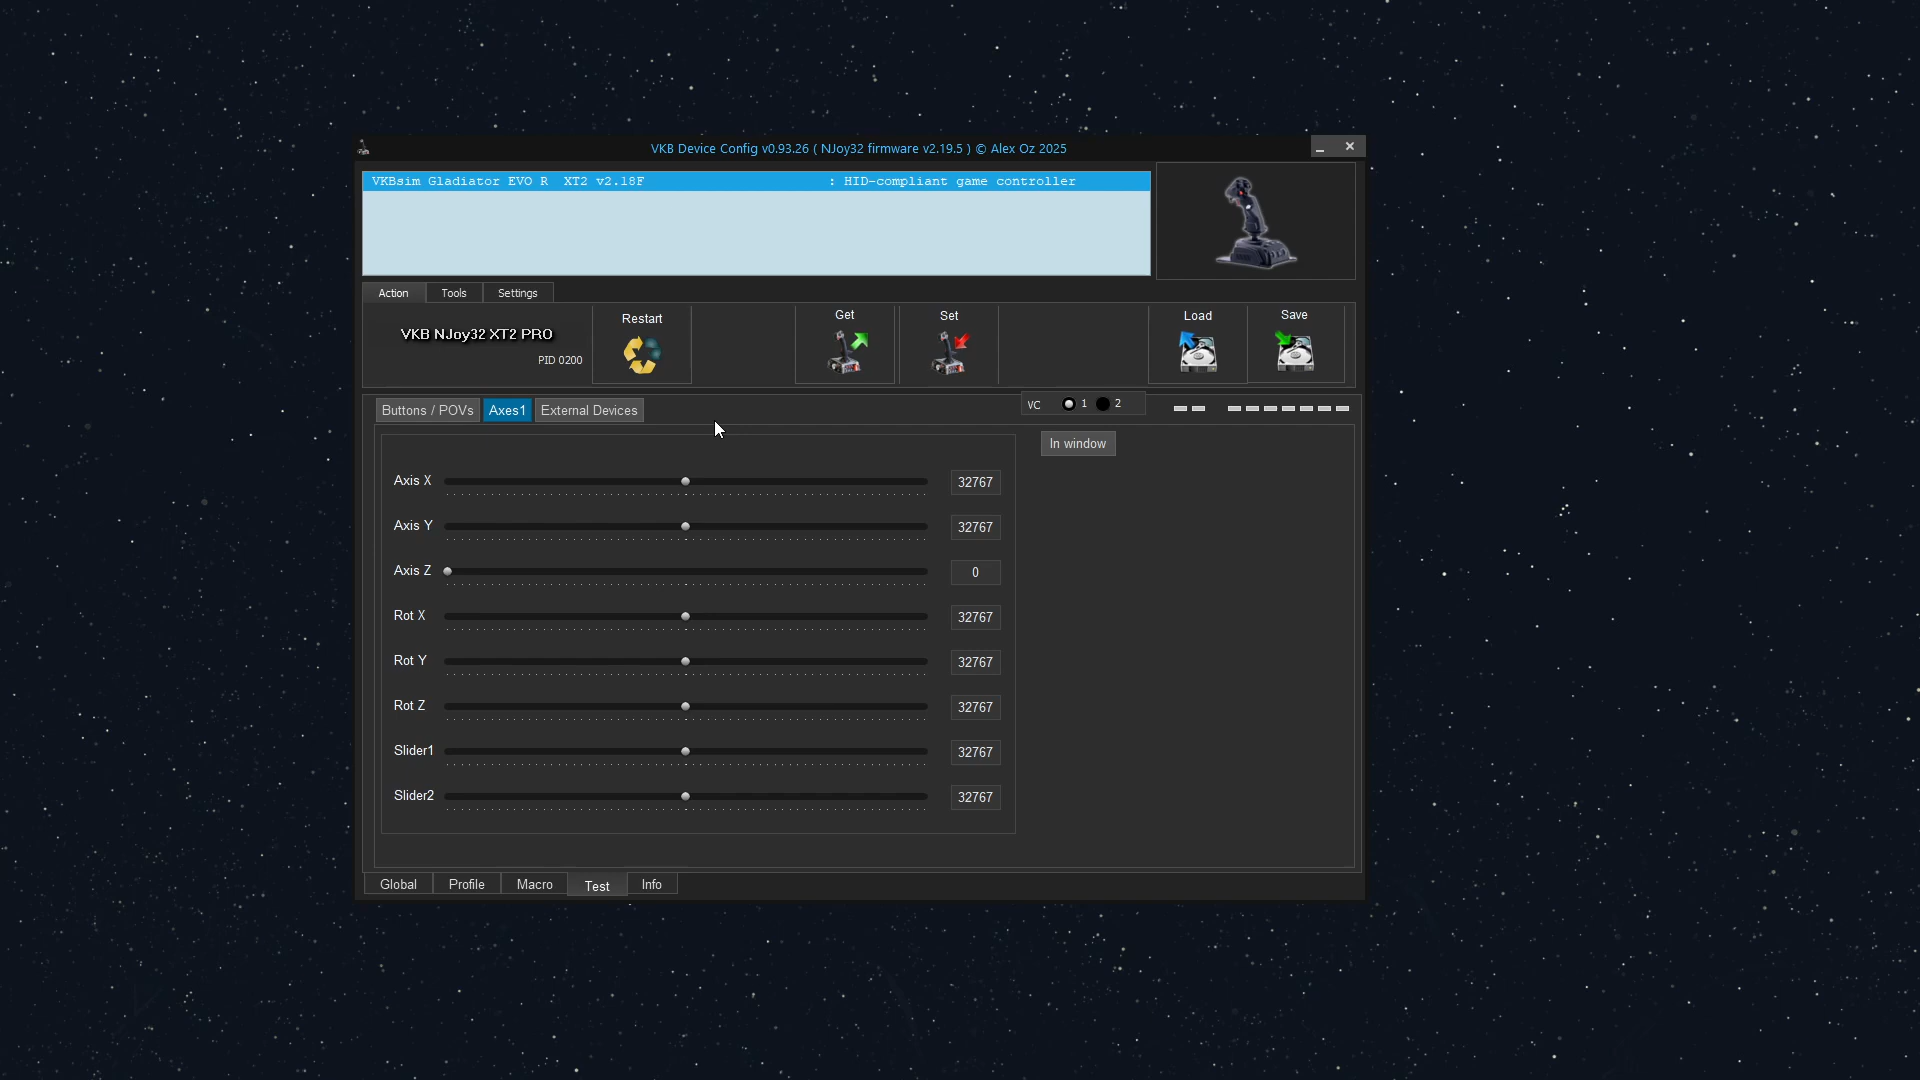 VKB Device Config v0.93.26 ( NJoy32 firmware v2.19.5 ) © Alex Oz 2025
VKBsim Gladiator EVO R  XT2 v2.18F : HID-compliant game controller
Action Tools Settings
VKB NJoy32 XT2 PRO
PID 0200
Restart
Get
Set
Load
Save
Buttons / POVs Axes1 External Devices
VC 1 2
In window
Axis X 32767
Axis Y 32767
Axis Z 0
Rot X 32767
Rot Y 32767
Rot Z 32767
Slider1 32767
Slider2 32767
Global Profile Macro Test Info